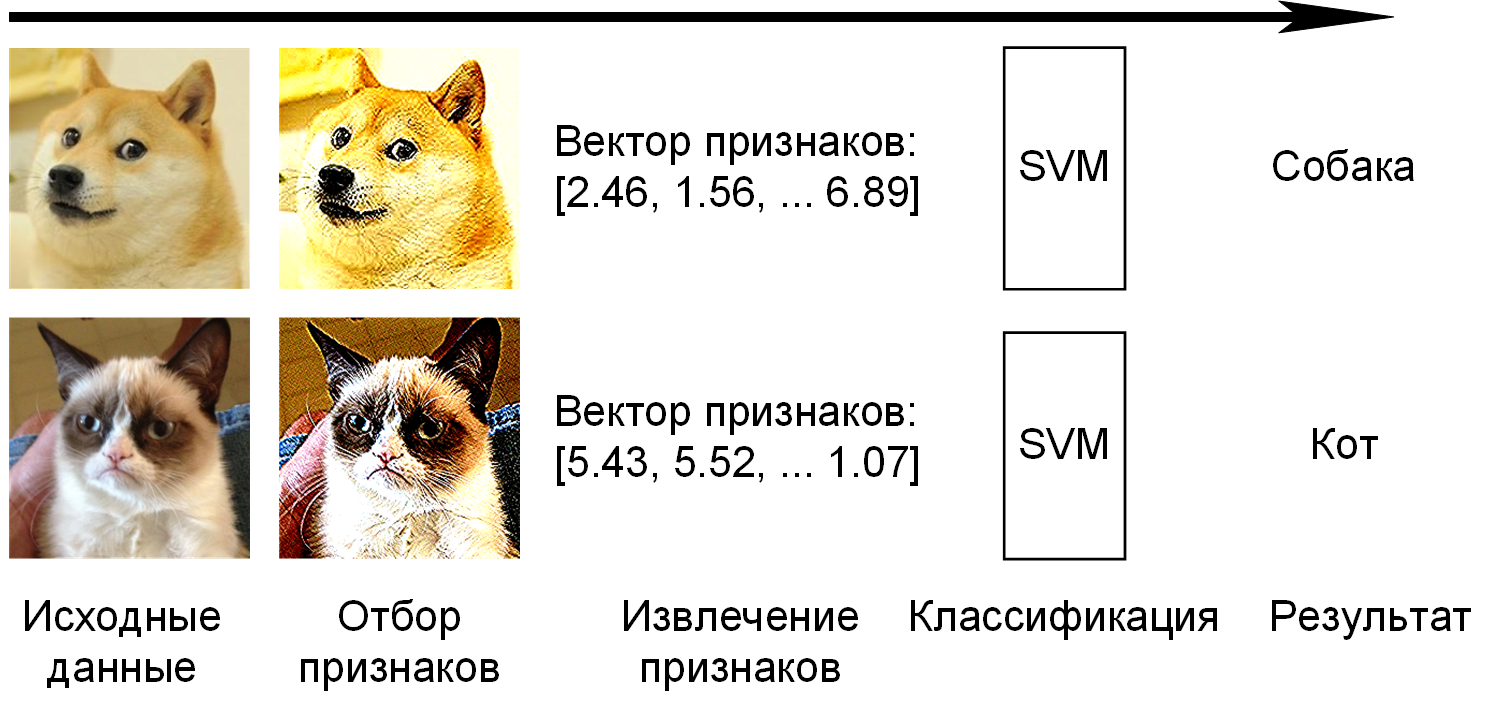 Вектор признаков:
[2.46, 1.56, ... 6.89]
SVM
Собака
Вектор признаков:
[5.43, 5.52, ... 1.07]
SVM
Кот
Исходные
данные
Отбор
признаков
Извлечение
признаков
Классификация
Результат